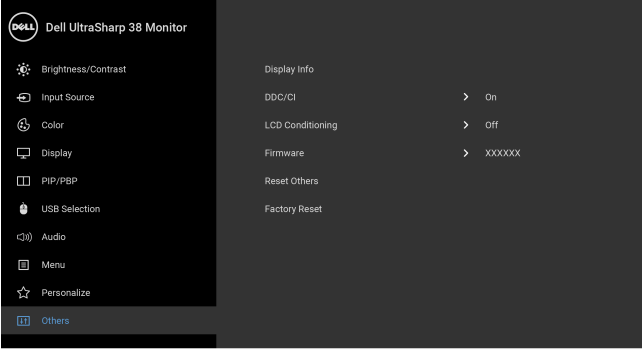 DELL Dell UltraSharp 38 Monitor
Brightness/Contrast Display Info
Input Source DDC/CI On
Color LCD Conditioning Off
Display Firmware XXXXXX
PIP/PBP Reset Others
USB Selection Factory Reset
Audio
Menu
Personalize
Others